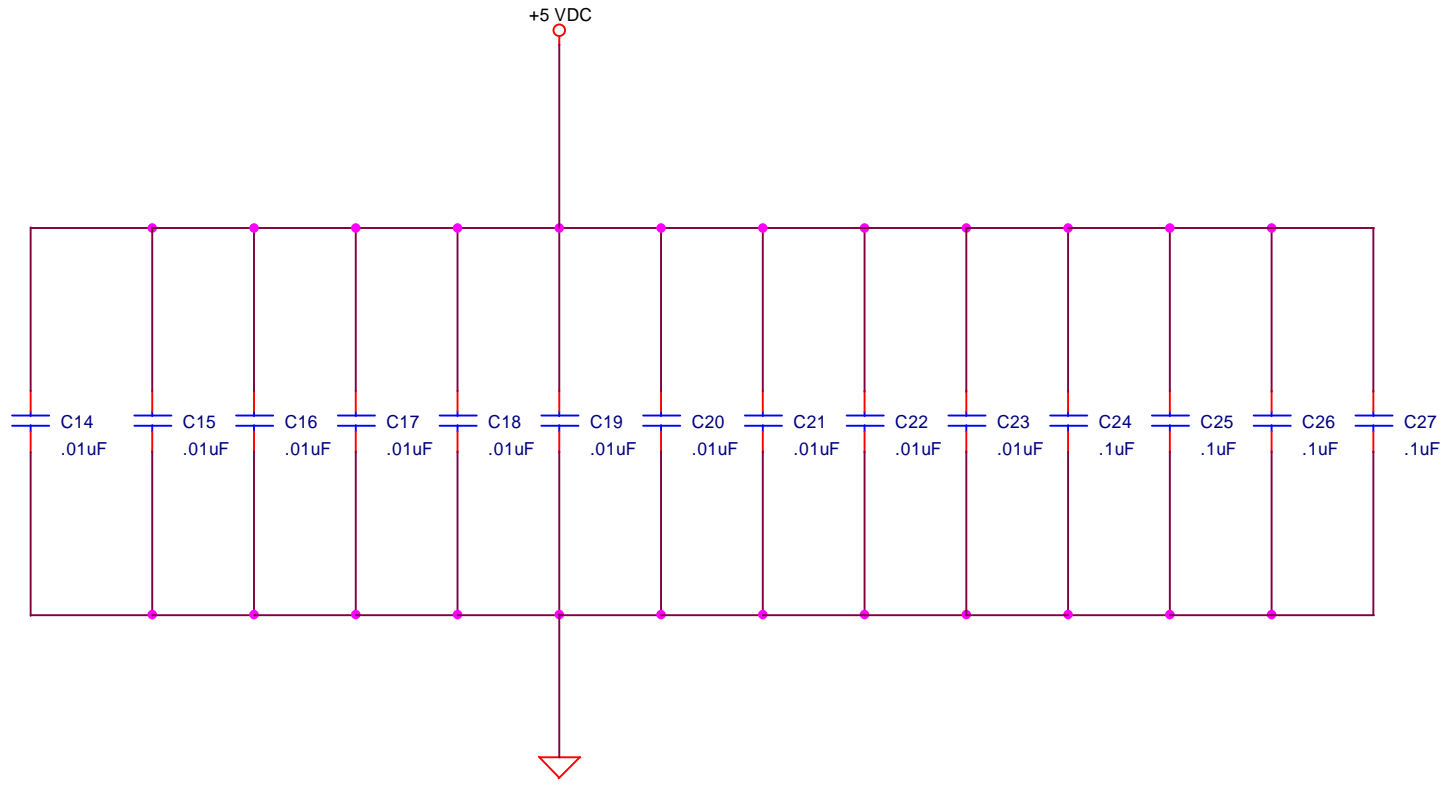 +5 VDC
C14
.01uF
C15
.01uF
C16
.01uF
C17
.01uF
C18
.01uF
C19
.01uF
C20
.01uF
C21
.01uF
C22
.01uF
C23
.01uF
C24
.1uF
C25
.1uF
C26
.1uF
C27
.1uF